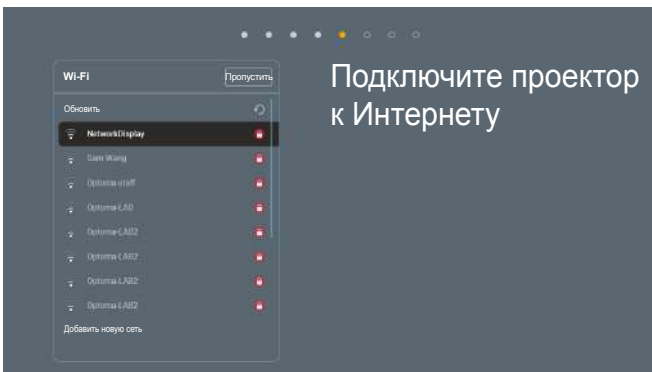 Wi-Fi
Пропустить
Подключите проектор
к Интернету
Обновить
NetworkDisplay
Sam Wang
Optoma-staff
Optoma-LAB
Optoma-LAB2
Optoma-LAB2
Optoma-LAB2
Optoma-LAB2
Добавить новую сеть